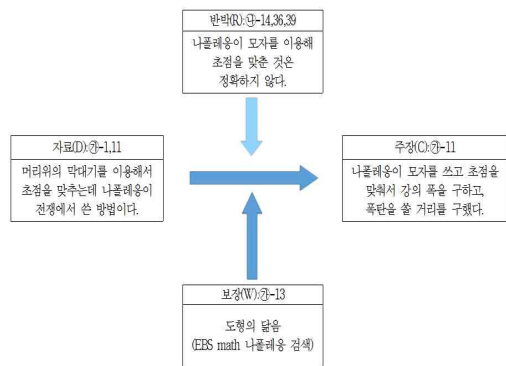 반박(R):㉯-14,36,39
나폴레옹이 모자를 이용해
초점을 맞춘 것은
정확하지 않다.
자료(D):㉮-1,11
머리위의 막대기를 이용해서
초점을 맞추는데 나폴레옹이
전쟁에서 쓴 방법이다.
주장(C):㉮-11
나폴레옹이 모자를 쓰고 초점을
맞춰서 강의 폭을 구하고,
폭탄을 쏠 거리를 구했다.
보장(W):㉮-13
도형의 닮음
(EBS math 나폴레옹 검색)